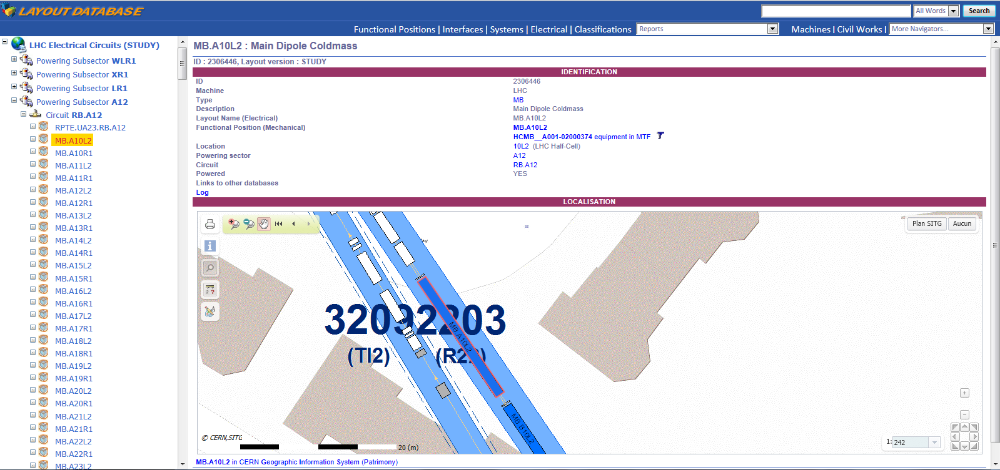 LAYOUT DATABASE
All Words
Search
Functional Positions | Interfaces | Systems | Electrical | Classifications
Reports
Machines | Civil Works |
More Navigators...
LHC Electrical Circuits (STUDY)
Powering Subsector WLR1
Powering Subsector XR1
Powering Subsector LR1
Powering Subsector A12
Circuit RB.A12
RPTE.UA23.RB.A12
MB.A10L2
MB.A10R1
MB.A11L2
MB.A11R1
MB.A12L2
MB.A12R1
MB.A13L2
MB.A13R1
MB.A14L2
MB.A14R1
MB.A15L2
MB.A15R1
MB.A16L2
MB.A16R1
MB.A17L2
MB.A17R1
MB.A18L2
MB.A18R1
MB.A19L2
MB.A19R1
MB.A20L2
MB.A20R1
MB.A21L2
MB.A21R1
MB.A22L2
MB.A22R1
MB.A23L2
MB.A10L2 : Main Dipole Coldmass
ID : 2306446, Layout version : STUDY
IDENTIFICATION
ID 2306446
Machine LHC
Type MB
Description Main Dipole Coldmass
Layout Name (Electrical) MB.A10L2
Functional Position (Mechanical) MB.A10L2
HCMB__A001-02000374 equipment in MTF
Location 10L2 (LHC Half-Cell)
Powering sector A12
Circuit RB.A12
Powered YES
Links to other databases
Log
LOCALISATION
Plan SITG
Aucun
32092203
(TI2)
(R22)
MB.A10L2
MB.B10L2
© CERN,SITG
20 (m)
1: 242
MB.A10L2 in CERN Geographic Information System (Patrimony)